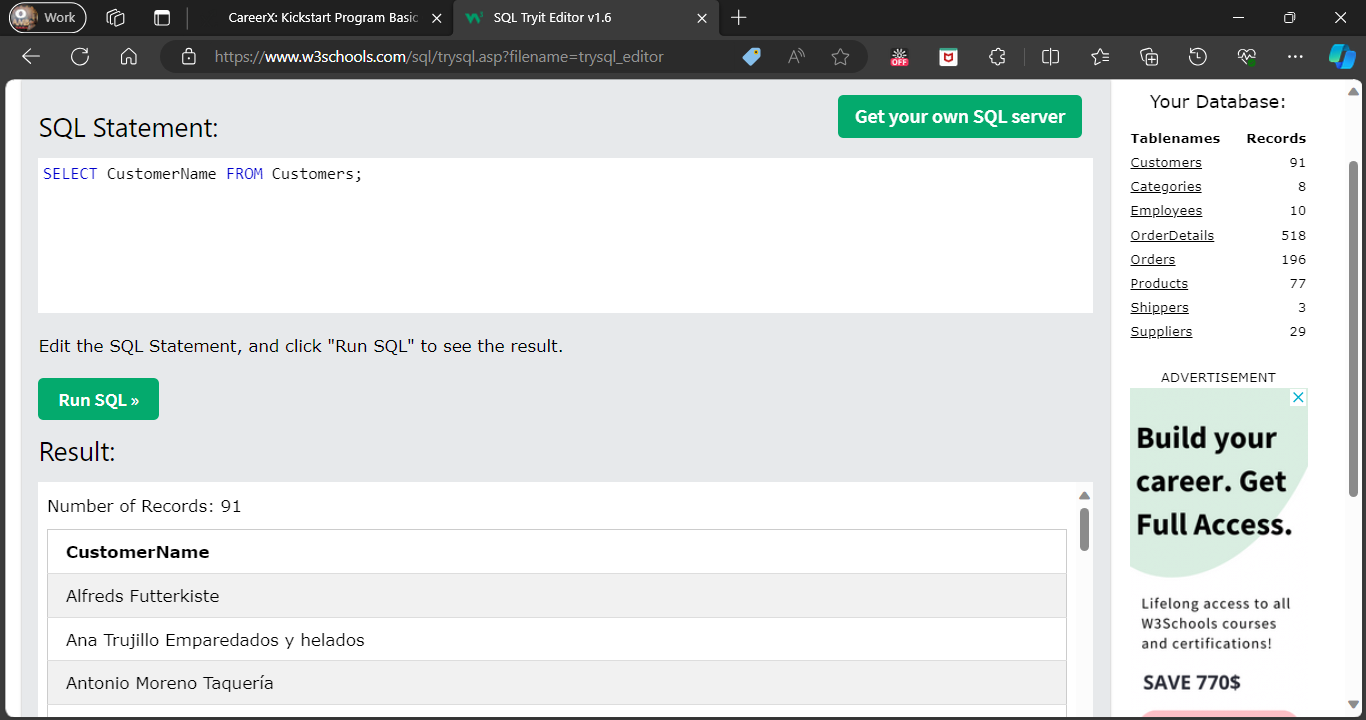 Work
CareerX: Kickstart Program Basic
SQL Tryit Editor v1.6
https://www.w3schools.com/sql/trysql.asp?filename=trysql_editor
OFF
SQL Statement:
Get your own SQL server
SELECT CustomerName FROM Customers;
Edit the SQL Statement, and click "Run SQL" to see the result.
Run SQL »
Result:
Number of Records: 91
CustomerName
Alfreds Futterkiste
Ana Trujillo Emparedados y helados
Antonio Moreno Taquería
Your Database:
Tablenames Records
Customers 91
Categories 8
Employees 10
OrderDetails 518
Orders 196
Products 77
Shippers 3
Suppliers 29
ADVERTISEMENT
Build your
career. Get
Full Access.
Lifelong access to all
W3Schools courses
and certifications!
SAVE 770$